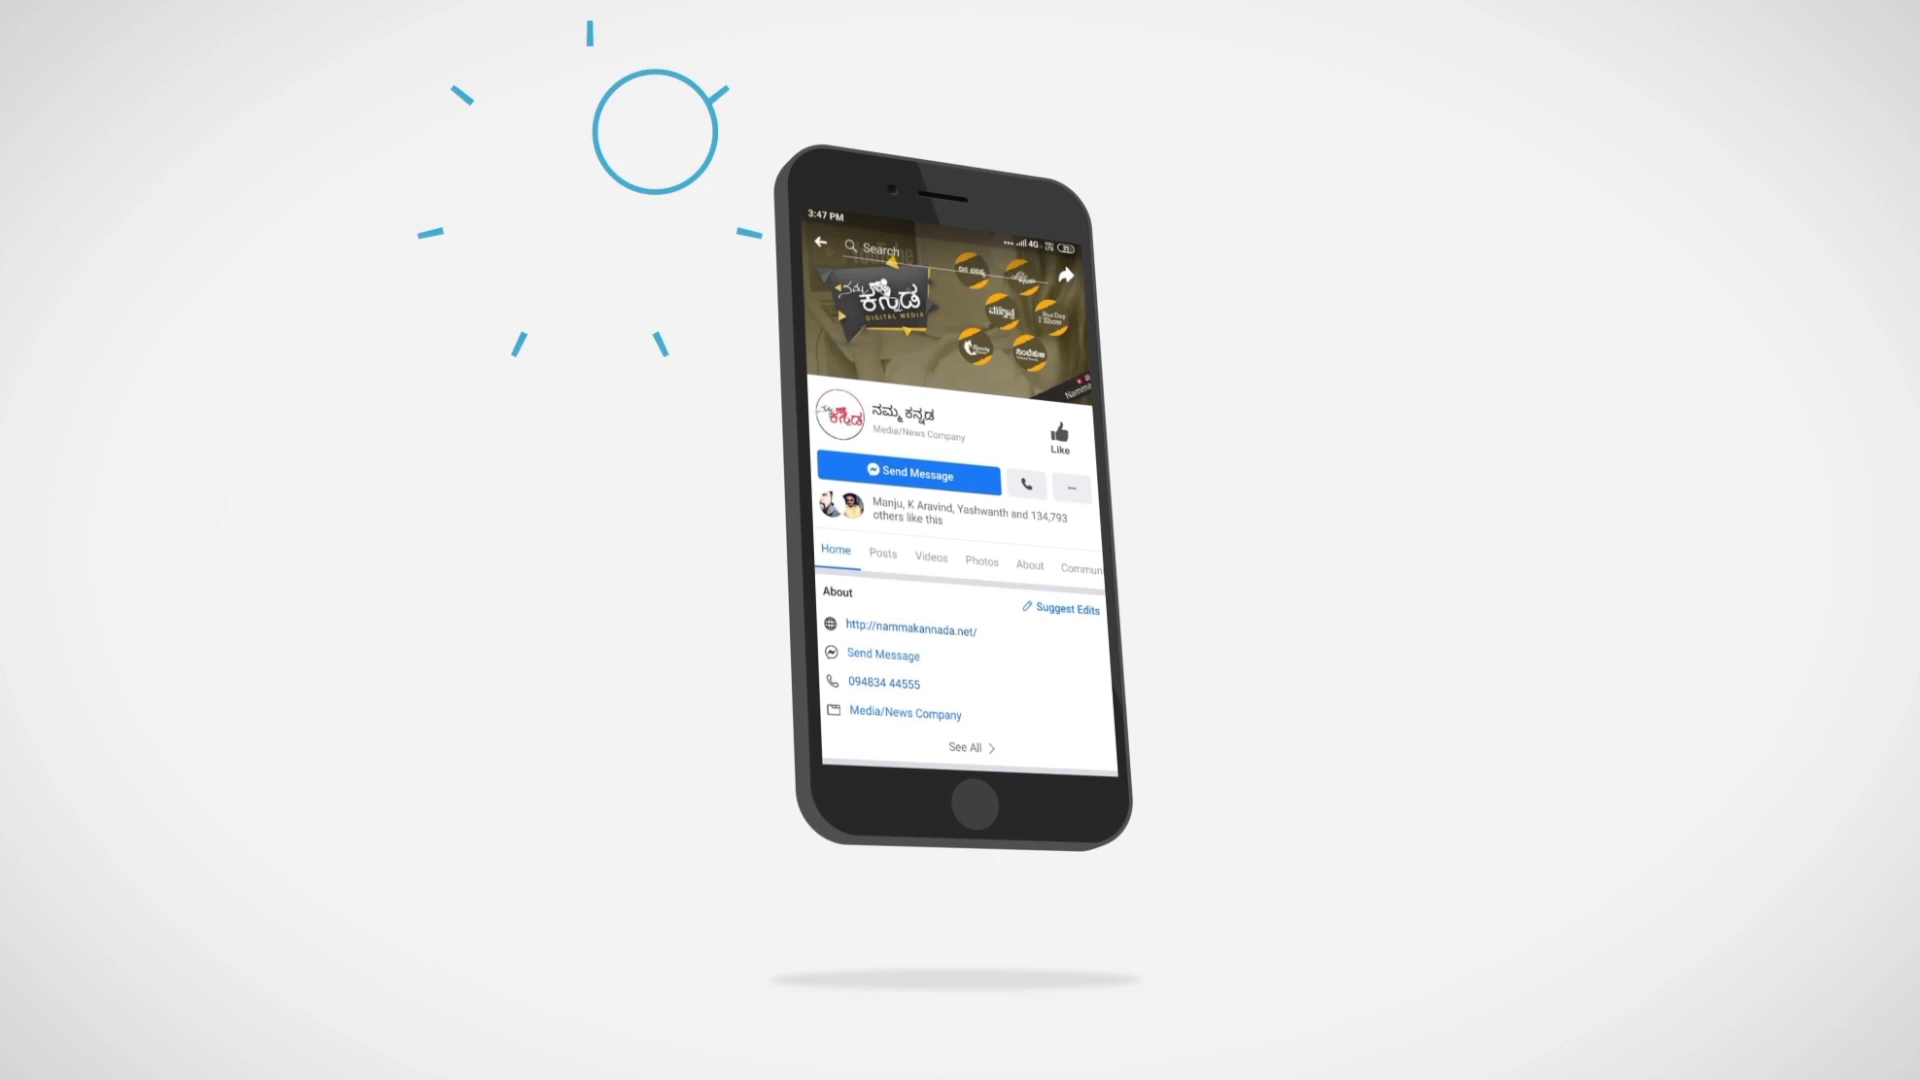 3:47 PM
4G
Search
ನಮ್ಮ
ಕನ್ನಡ
DIGITAL MEDIA
Namma
ನಮ್ಮ ಕನ್ನಡ
Media/News Company
Like
Send Message
Manju, K Aravind, Yashwanth and 134,793
others like this
Home Posts Videos Photos About Commun
About
Suggest Edits
http://nammakannada.net/
Send Message
094834 44555
Media/News Company
See All